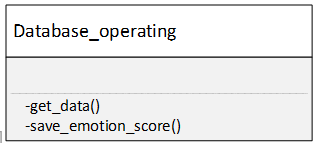 Database_operating
-get_data()
-save_emotion_score()